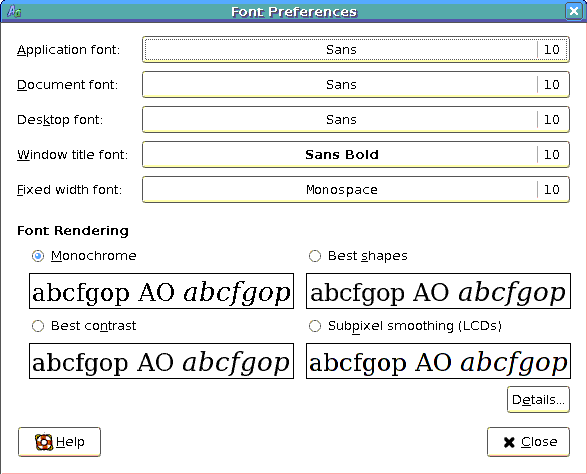 Font Preferences
Application font: Sans 10
Document font: Sans 10
Desktop font: Sans 10
Window title font: Sans Bold 10
Fixed width font: Monospace 10
Font Rendering
Monochrome
Best shapes
abcfgop AO abcfgop
abcfgop AO abcfgop
Best contrast
Subpixel smoothing (LCDs)
abcfgop AO abcfgop
abcfgop AO abcfgop
Details...
Help
Close